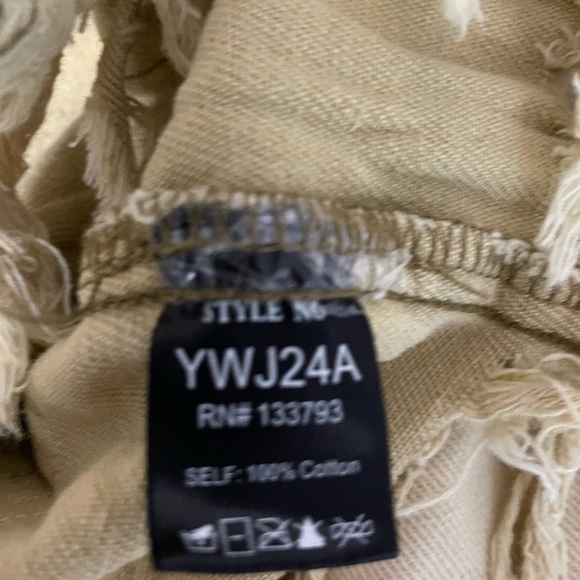 STYLE NO
YWJ24A
RN# 133793
SELF: 100% Cotton